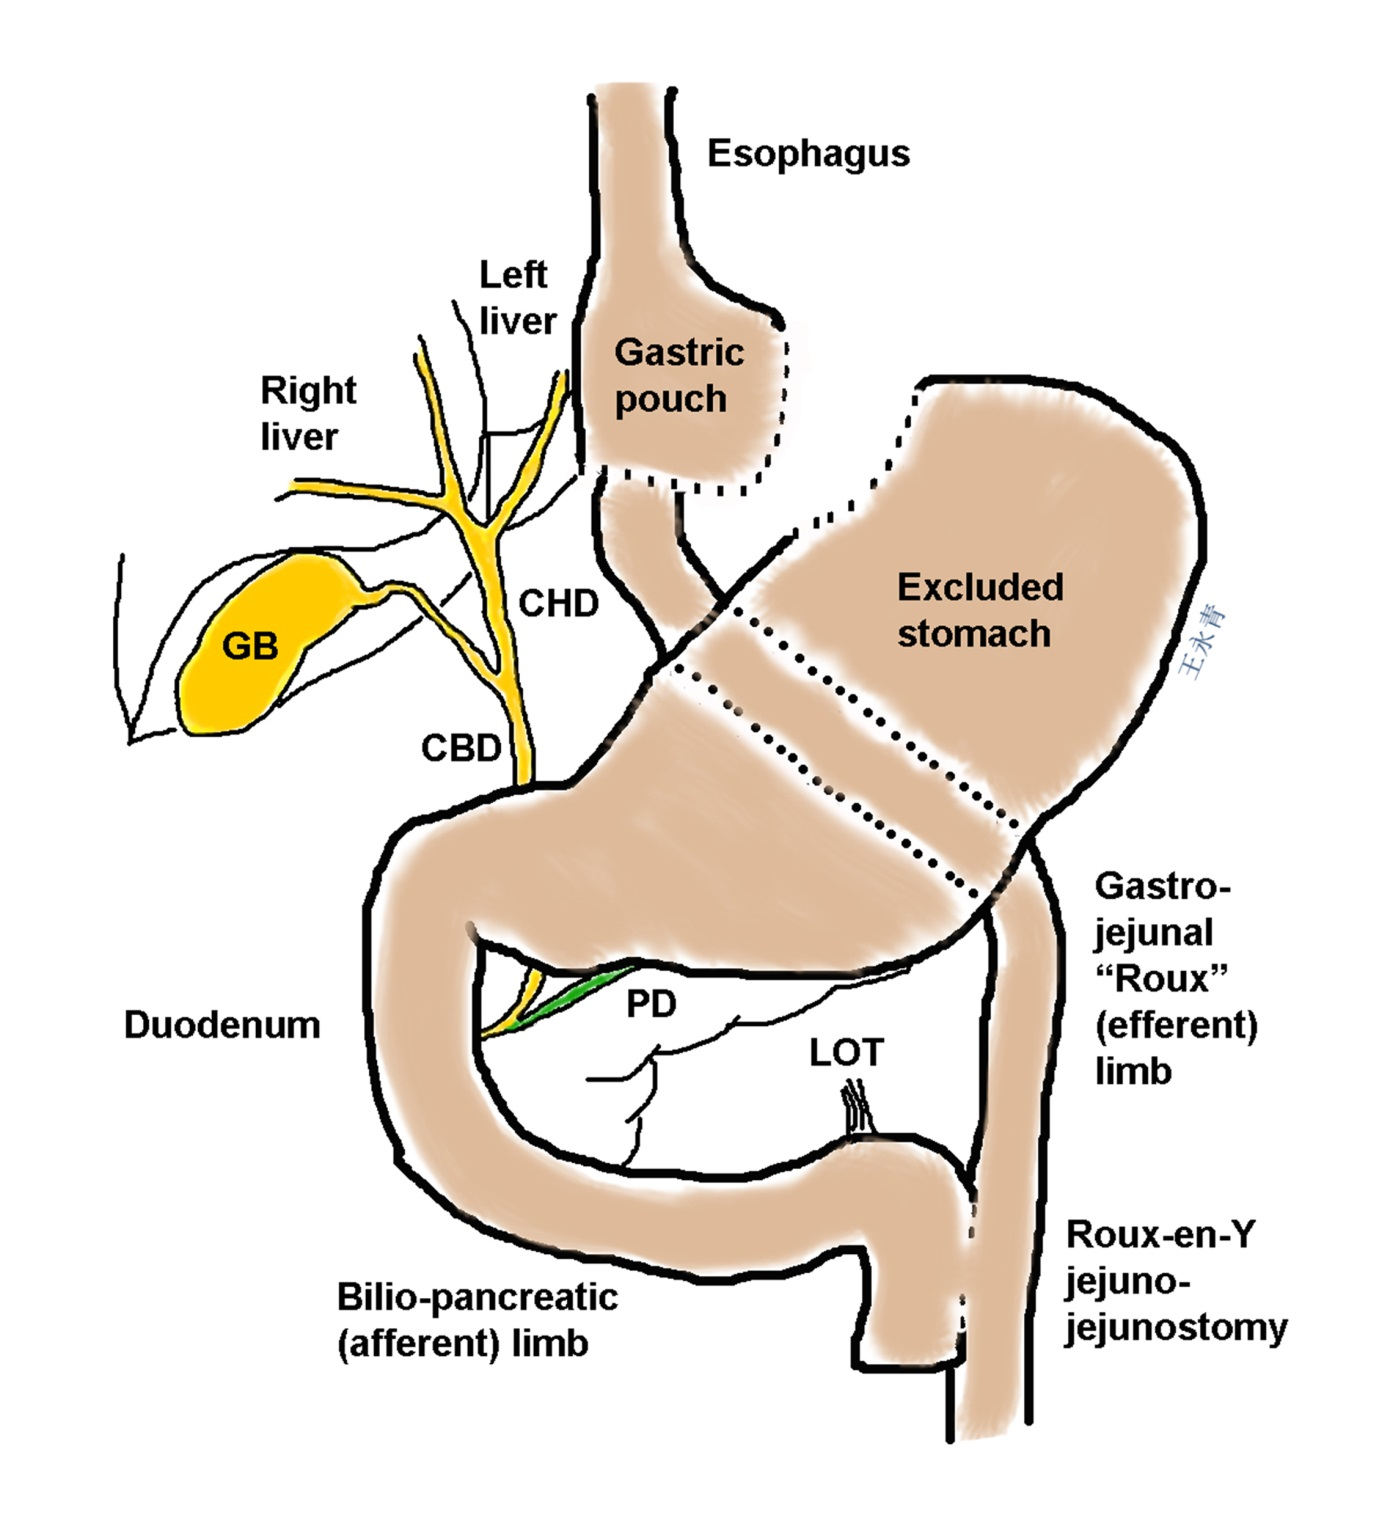 Esophagus
Left
liver
Gastric
pouch
Right
liver
Excluded
stomach
CHD
GB
王永青
CBD
Gastro-
jejunal
“Roux”
(efferent)
limb
PD
Duodenum
LOT
Roux-en-Y
jejuno-
jejunostomy
Bilio-pancreatic
(afferent) limb